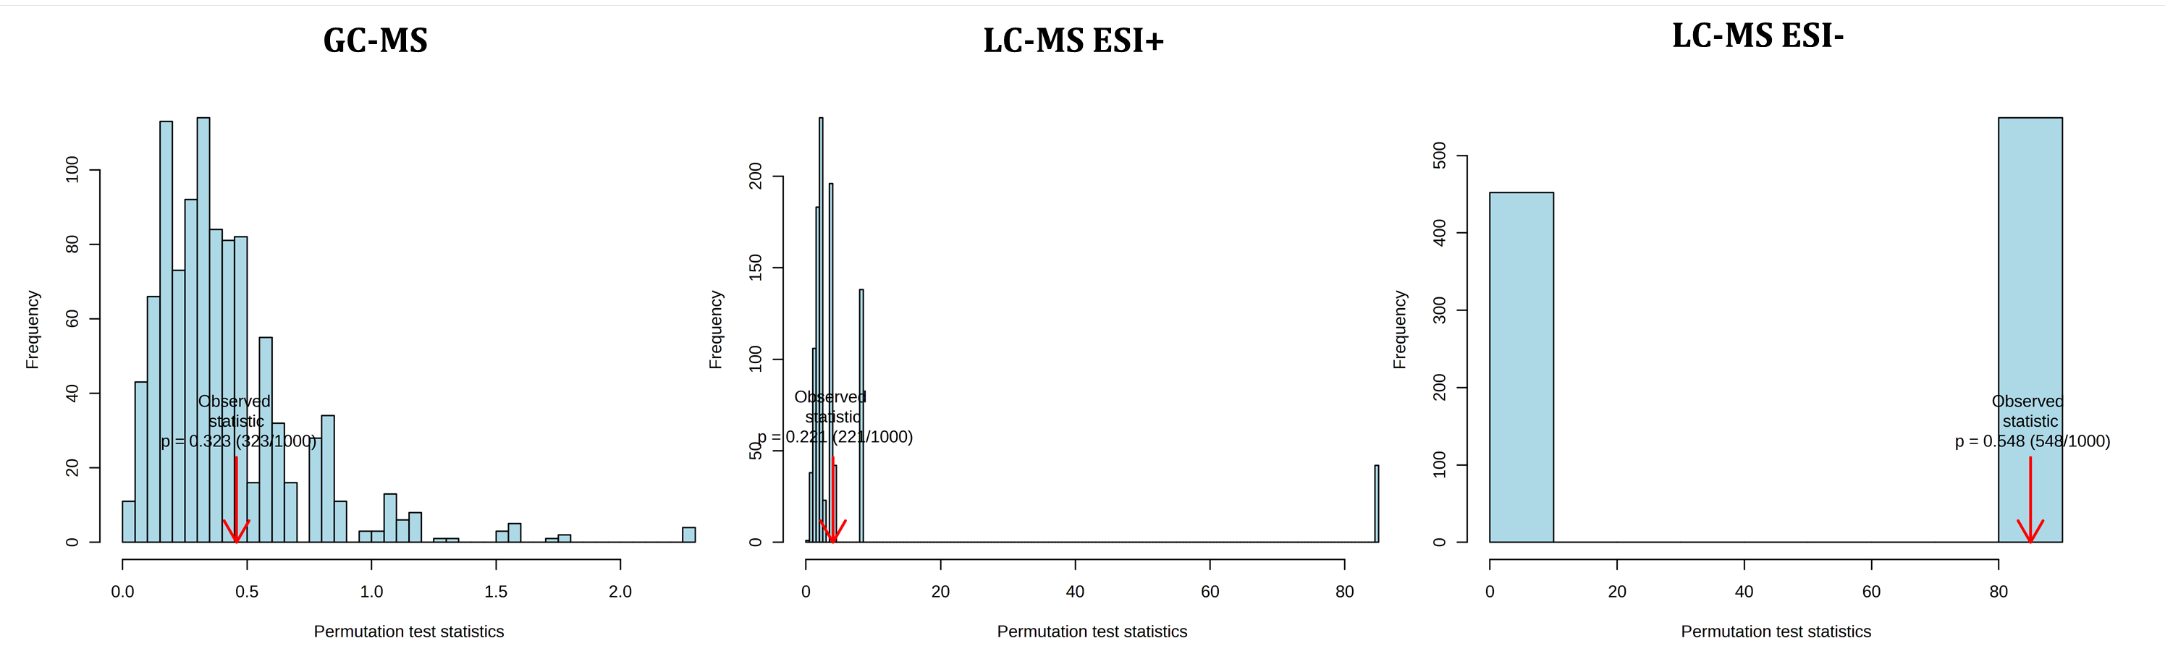 GC-MS
Frequency
0 20 40 60 80 100
Observed
statistic
p = 0.323 (323/1000)
0.0 0.5 1.0 1.5 2.0
Permutation test statistics
LC-MS ESI+
Frequency
0 50 100 150 200
Observed
statistic
p = 0.221 (221/1000)
0 20 40 60 80
Permutation test statistics
LC-MS ESI-
Frequency
0 100 200 300 400 500
Observed
statistic
p = 0.548 (548/1000)
0 20 40 60 80
Permutation test statistics